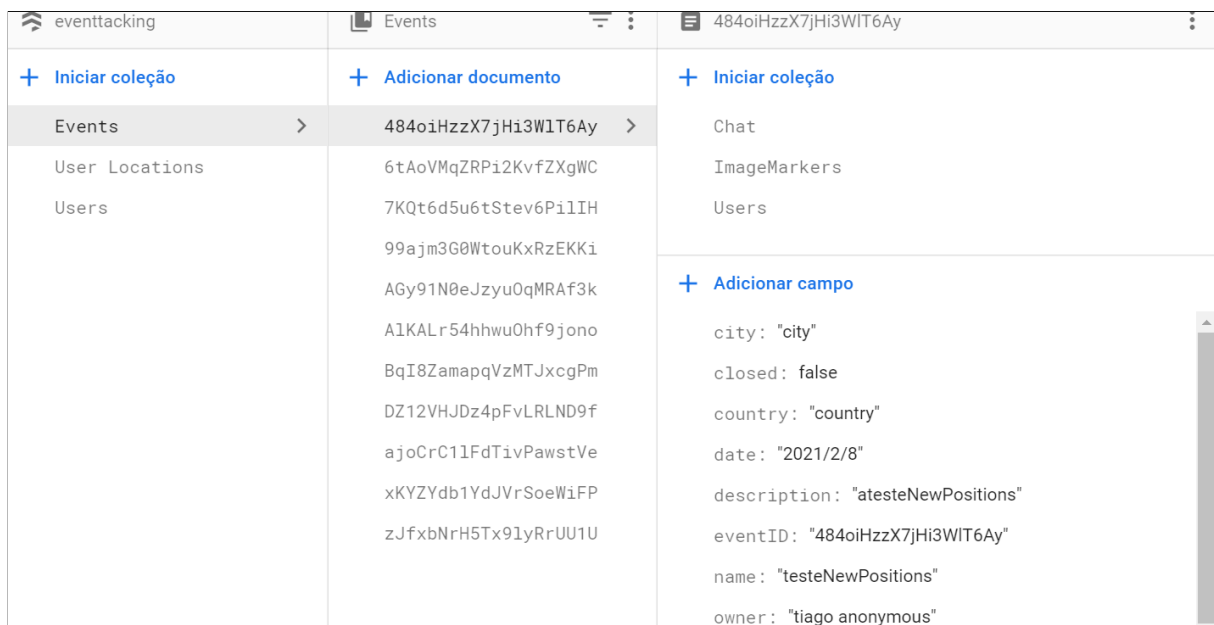 eventtacking
Events
484oiHzzX7jHi3WlT6Ay
Iniciar coleção
Adicionar documento
Iniciar coleção
Events
User Locations
Users
484oiHzzX7jHi3WlT6Ay
6tAoVMqZRPi2KvfZXgWC
7KQt6d5u6tStev6PilIH
99ajm3G0WtouKxRzEKKi
AGy91N0eJzyuOqMRAf3k
AlKALr54hhwuOhf9jono
BqI8ZamapqVzMTJxcgPm
DZ12VHJDz4pFvLRLND9f
ajoCrC1lFdTivPawstVe
xKYZYdb1YdJVrSoeWiFP
zJfxbNrH5Tx9lyRrUU1U
Chat
ImageMarkers
Users
Adicionar campo
city: "city"
closed: false
country: "country"
date: "2021/2/8"
description: "atesteNewPositions"
eventID: "484oiHzzX7jHi3WlT6Ay"
name: "testeNewPositions"
owner: "tiago anonymous"